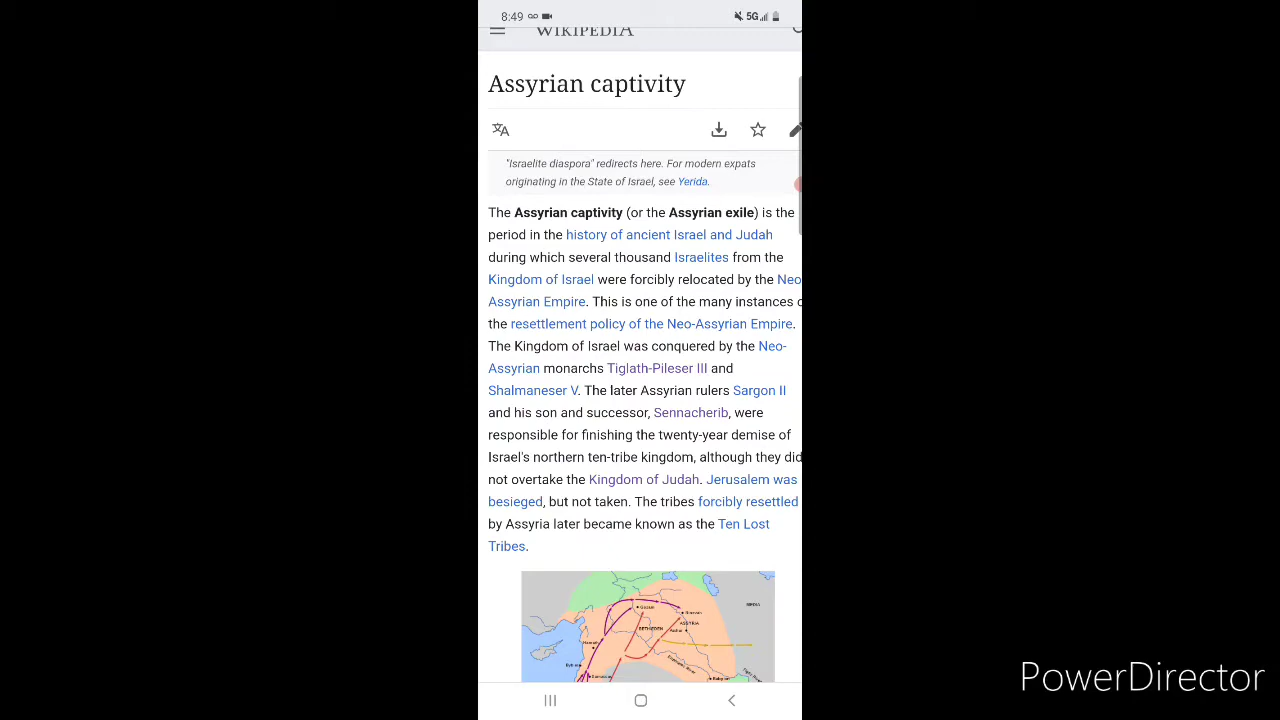 8:49
5G
WIKIPEDIA
Assyrian captivity
"Israelite diaspora" redirects here. For modern expats
originating in the State of Israel, see Yerida.
The Assyrian captivity (or the Assyrian exile) is the
period in the history of ancient Israel and Judah
during which several thousand Israelites from the
Kingdom of Israel were forcibly relocated by the Neo
Assyrian Empire. This is one of the many instances
the resettlement policy of the Neo-Assyrian Empire.
The Kingdom of Israel was conquered by the Neo-
Assyrian monarchs Tiglath-Pileser III and
Shalmaneser V. The later Assyrian rulers Sargon II
and his son and successor, Sennacherib, were
responsible for finishing the twenty-year demise of
Israel's northern ten-tribe kingdom, although they did
not overtake the Kingdom of Judah. Jerusalem was
besieged, but not taken. The tribes forcibly resettled
by Assyria later became known as the Ten Lost
Tribes.
MEDIA
ASSYRIA
Babylon
Damascus
PowerDirector